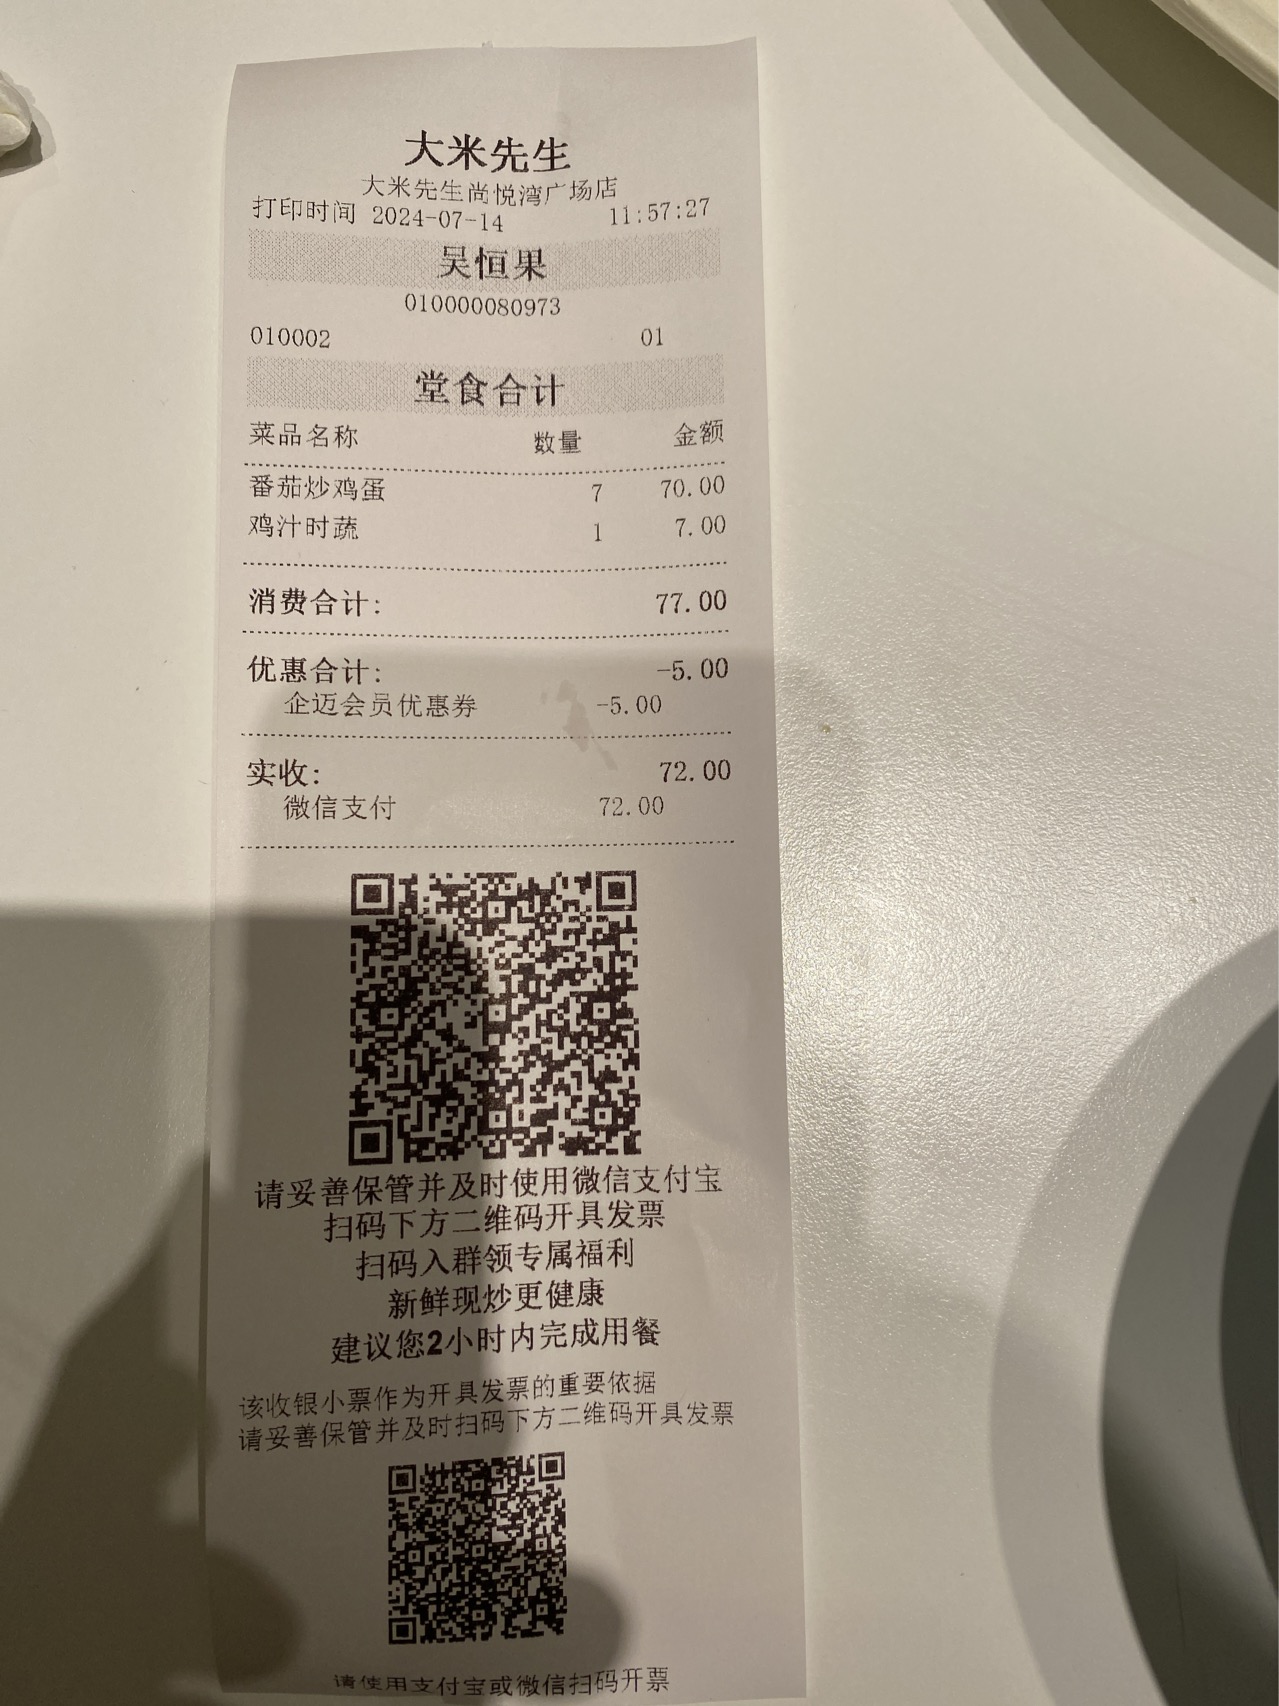 大米先生
大米先生尚悦湾广场店
打印时间 2024-07-14 11:57:27
吴恒果
010000080973
010002 01
堂食合计
菜品名称 数量 金额
番茄炒鸡蛋 7 70.00
鸡汁时蔬 1 7.00
消费合计: 77.00
优惠合计: -5.00
企迈会员优惠券 -5.00
实收: 72.00
微信支付 72.00
请妥善保管并及时使用微信支付宝
扫码下方二维码开具发票
扫码入群领专属福利
新鲜现炒更健康
建议您2小时内完成用餐
该收银小票作为开具发票的重要依据
请妥善保管并及时扫码下方二维码开具发票
请使用支付宝或微信扫码开票